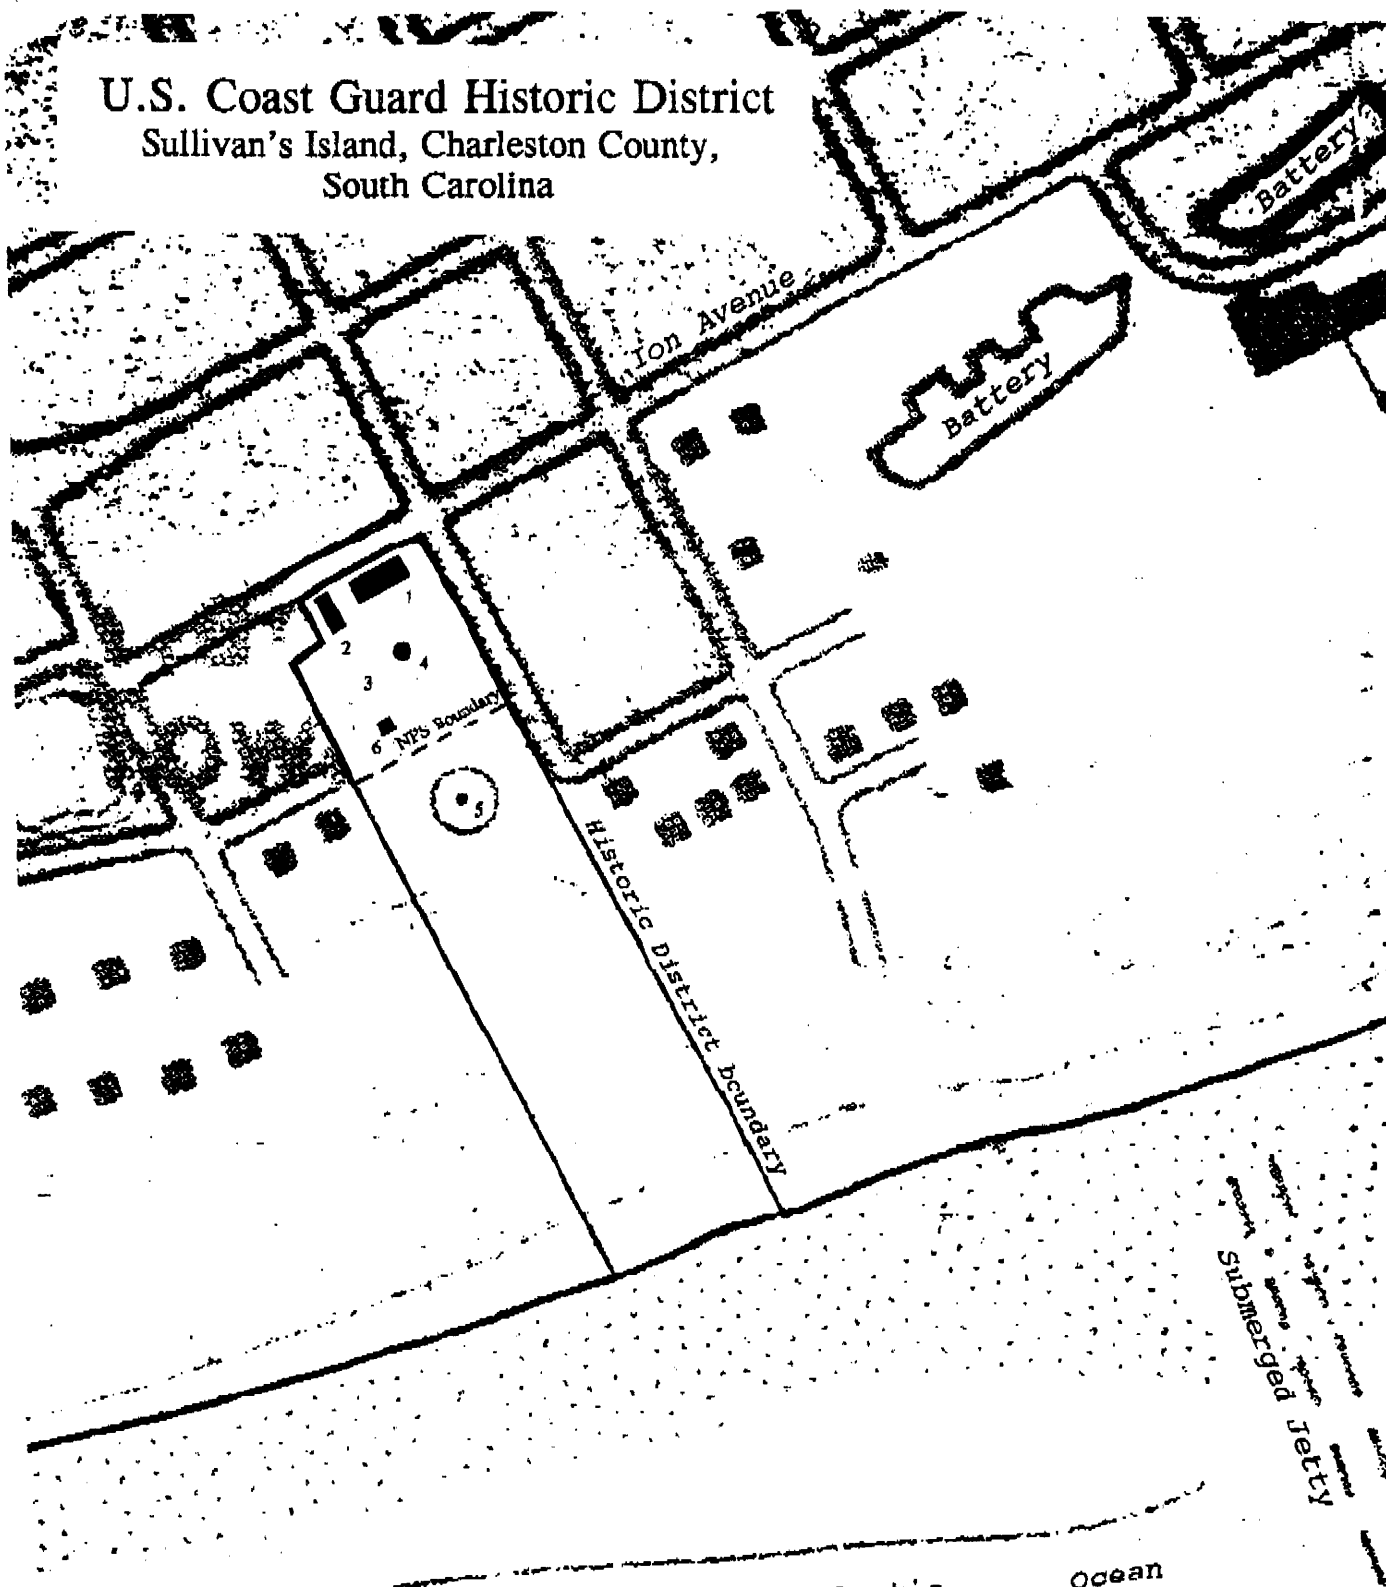 U.S. Coast Guard Historic District
Sullivan's Island, Charleston County,
South Carolina
Battery
Ion Avenue
Battery
1
2
4
3
6
NPS Boundary
5
Historic District bcundary
Submerged Jetty
Ocean